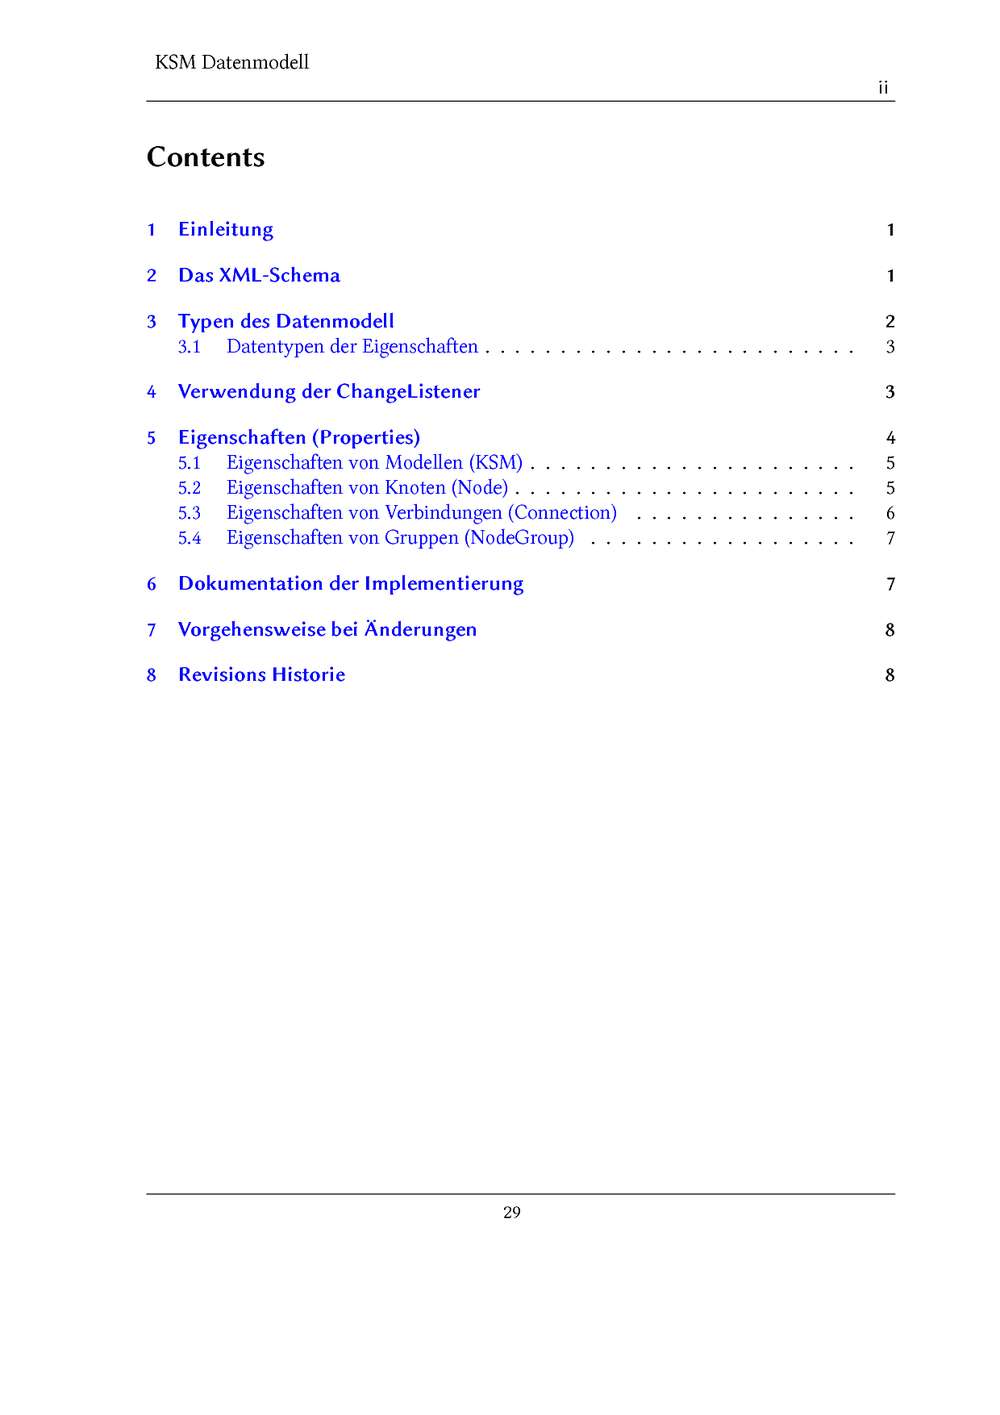 KSM Datenmodell
ii
Contents
1 Einleitung 1
2 Das XML-Schema 1
3 Typen des Datenmodell 2
3.1 Datentypen der Eigenschaften . . . . . . . . . . . . . . . . . . . . . . . . . 3
4 Verwendung der ChangeListener 3
5 Eigenschaften (Properties) 4
5.1 Eigenschaften von Modellen (KSM) . . . . . . . . . . . . . . . . . . . . . . 5
5.2 Eigenschaften von Knoten (Node) . . . . . . . . . . . . . . . . . . . . . . . 5
5.3 Eigenschaften von Verbindungen (Connection) . . . . . . . . . . . . . . . 6
5.4 Eigenschaften von Gruppen (NodeGroup) . . . . . . . . . . . . . . . . . . 7
6 Dokumentation der Implementierung 7
7 Vorgehensweise bei Änderungen 8
8 Revisions Historie 8
29